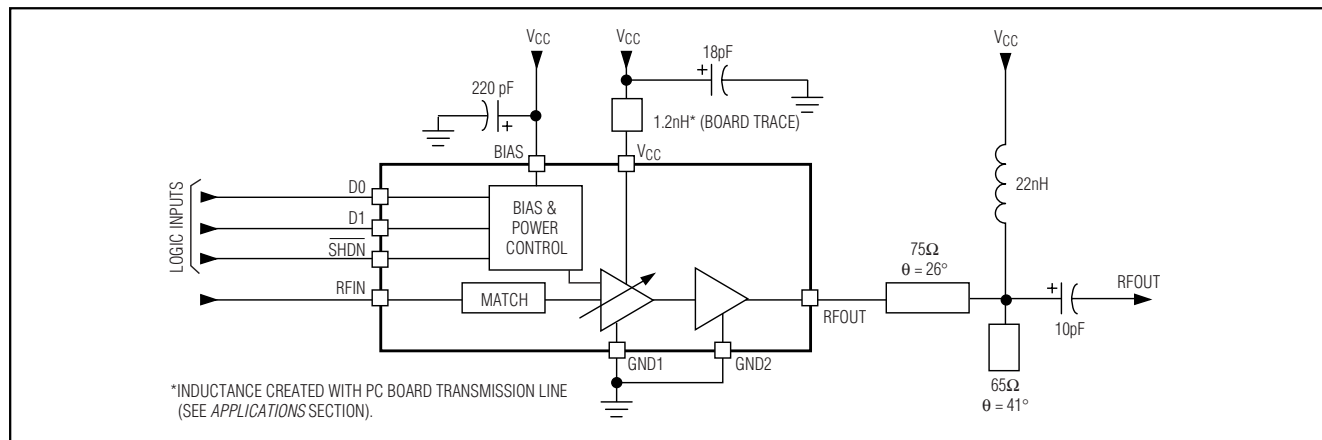 VCC
VCC
VCC
18pF
220 pF
1.2nH* (BOARD TRACE)
BIAS
VCC
22nH
LOGIC INPUTS
D0
D1
SHDN
RFIN
BIAS &
POWER
CONTROL
MATCH
RFOUT
75Ω
θ = 26°
RFOUT
10pF
GND1
GND2
65Ω
θ = 41°
*INDUCTANCE CREATED WITH PC BOARD TRANSMISSION LINE
(SEE APPLICATIONS SECTION).